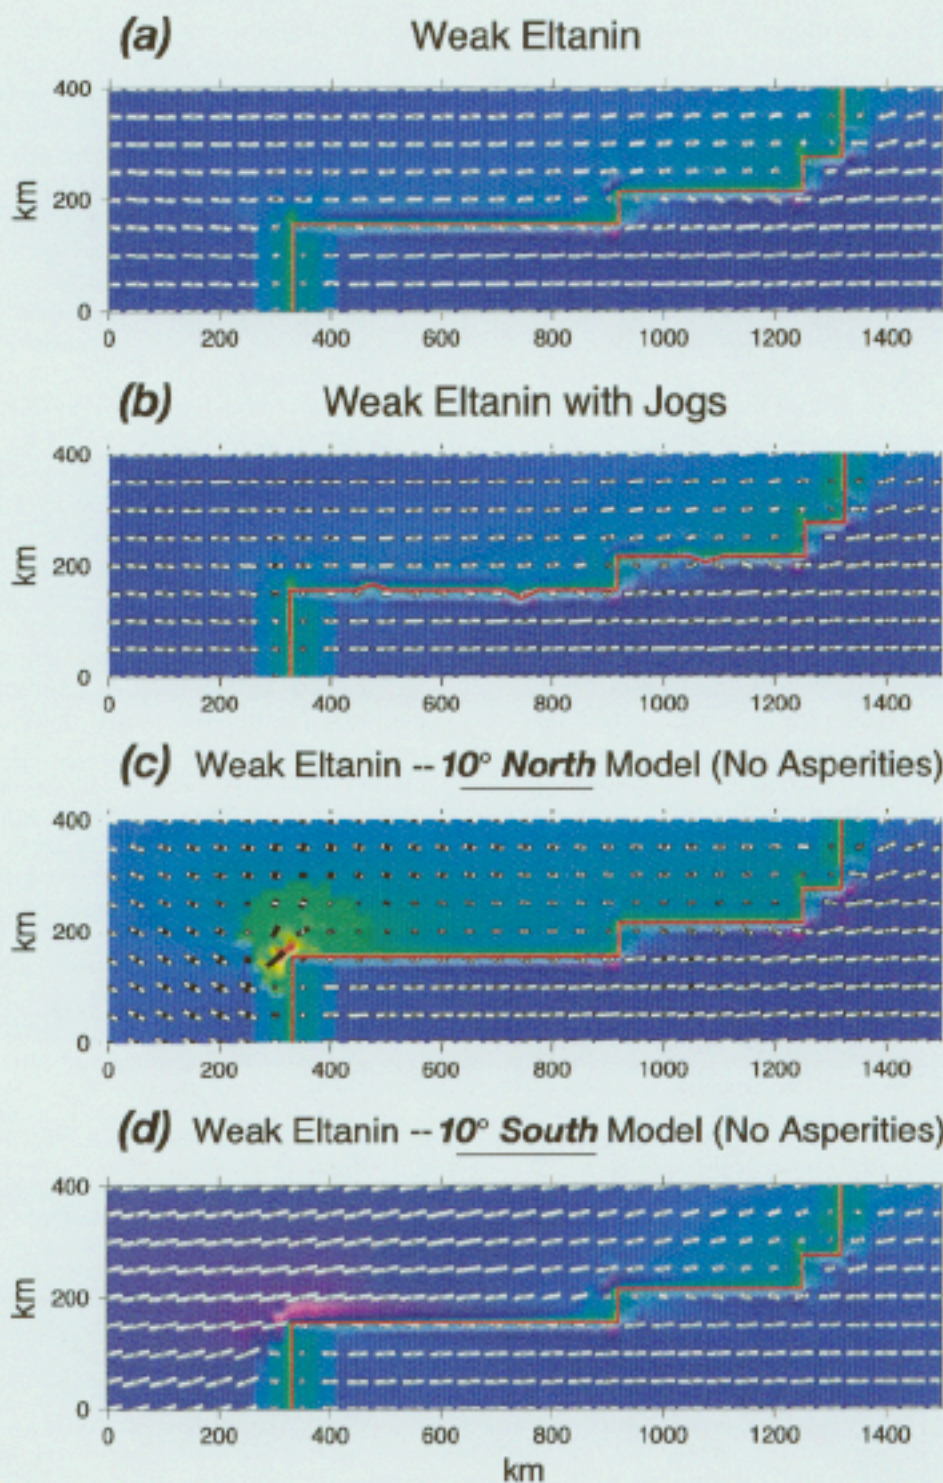 (a) Weak Eltanin
400
200
0
km
0 200 400 600 800 1000 1200 1400
(b) Weak Eltanin with Jogs
400
200
0
km
0 200 400 600 800 1000 1200 1400
(c) Weak Eltanin -- 10° North Model (No Asperities)
400
200
0
km
0 200 400 600 800 1000 1200 1400
(d) Weak Eltanin -- 10° South Model (No Asperities)
400
200
0
km
0 200 400 600 800 1000 1200 1400
km